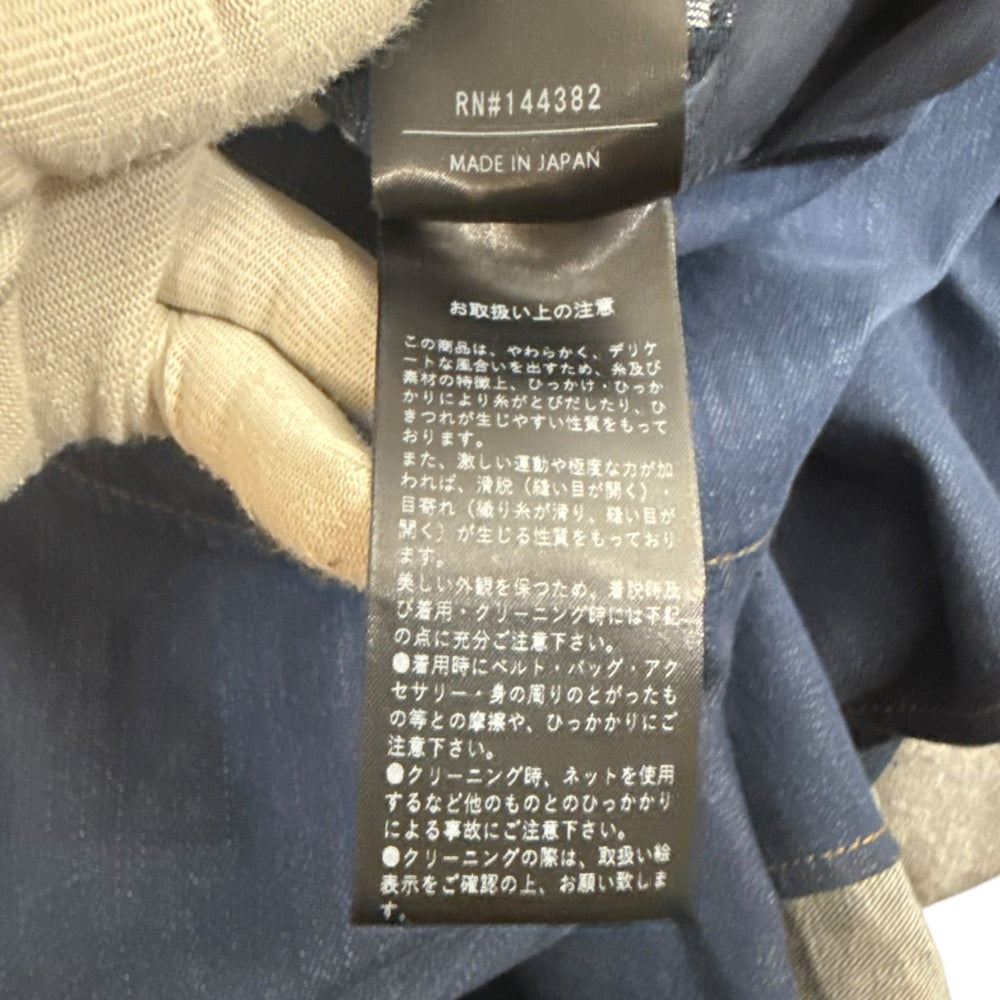 RN#144382
MADE IN JAPAN
お取扱い上の注意
この商品は、やわらかく、デリケ
ートな風合いを出すため、糸及び
素材の特徴上、ひっかけ・ひっか
かりにより糸がとびだしたり、ひ
きつれが生じやすい性質をもって
おります。
また、激しい運動や極度な力が加
われば、滑脱（縫い目が開く）・
目寄れ（織り糸が滑り、縫い目が
開く）が生じる性質をもっており
ます。
美しい外観を保つため、着脱時及
び着用・クリーニング時には下記
の点に充分ご注意下さい。
●着用時にベルト・バッグ・アク
セサリー・身の周りのとがったも
の等との摩擦や、ひっかかりにご
注意下さい。
●クリーニング時、ネットを使用
するなど他のものとのひっかかり
による事故にご注意下さい。
●クリーニングの際は、取扱い絵
表示をご確認の上、お願い致しま
す。